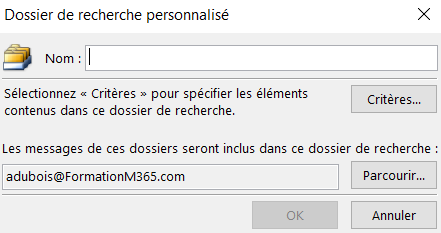 Dossier de recherche personnalisé
Nom :
Sélectionnez « Critères » pour spécifier les éléments
contenus dans ce dossier de recherche.
Critères...
Les messages de ces dossiers seront inclus dans ce dossier de recherche :
adubois@FormationM365.com
Parcourir...
OK
Annuler